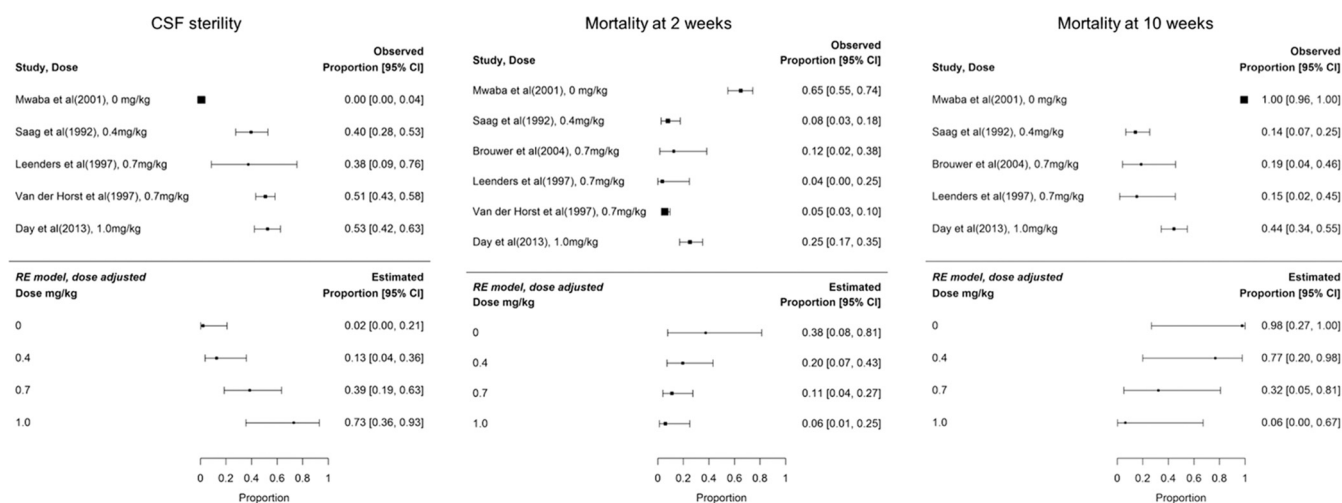 CSF sterility
Observed
Study, Dose Proportion [95% CI]
Mwaba et al(2001), 0 mg/kg 0.00 [0.00, 0.04]
Saag et al(1992), 0.4mg/kg 0.40 [0.28, 0.53]
Leenders et al(1997), 0.7mg/kg 0.38 [0.09, 0.76]
Van der Horst et al(1997), 0.7mg/kg 0.51 [0.43, 0.58]
Day et al(2013), 1.0mg/kg 0.53 [0.42, 0.63]
RE model, dose adjusted Estimated
Dose mg/kg Proportion [95% CI]
0 0.02 [0.00, 0.21]
0.4 0.13 [0.04, 0.36]
0.7 0.39 [0.19, 0.63]
1.0 0.73 [0.36, 0.93]
0 0.2 0.4 0.6 0.8 1
Proportion
Mortality at 2 weeks
Observed
Study, Dose Proportion [95% CI]
Mwaba et al(2001), 0 mg/kg 0.65 [0.55, 0.74]
Saag et al(1992), 0.4mg/kg 0.08 [0.03, 0.18]
Brouwer et al(2004), 0.7mg/kg 0.12 [0.02, 0.38]
Leenders et al(1997), 0.7mg/kg 0.04 [0.00, 0.25]
Van der Horst et al(1997), 0.7mg/kg 0.05 [0.03, 0.10]
Day et al(2013), 1.0mg/kg 0.25 [0.17, 0.35]
RE model, dose adjusted Estimated
Dose mg/kg Proportion [95% CI]
0 0.38 [0.08, 0.81]
0.4 0.20 [0.07, 0.43]
0.7 0.11 [0.04, 0.27]
1.0 0.06 [0.01, 0.25]
0 0.2 0.4 0.6 0.8 1
Proportion
Mortality at 10 weeks
Observed
Study, Dose Proportion [95% CI]
Mwaba et al(2001), 0 mg/kg 1.00 [0.96, 1.00]
Saag et al(1992), 0.4mg/kg 0.14 [0.07, 0.25]
Brouwer et al(2004), 0.7mg/kg 0.19 [0.04, 0.46]
Leenders et al(1997), 0.7mg/kg 0.15 [0.02, 0.45]
Day et al(2013), 1.0mg/kg 0.44 [0.34, 0.55]
RE model, dose adjusted Estimated
Dose mg/kg Proportion [95% CI]
0 0.98 [0.27, 1.00]
0.4 0.77 [0.20, 0.98]
0.7 0.32 [0.05, 0.81]
1.0 0.06 [0.00, 0.67]
0 0.2 0.4 0.6 0.8 1
Proportion